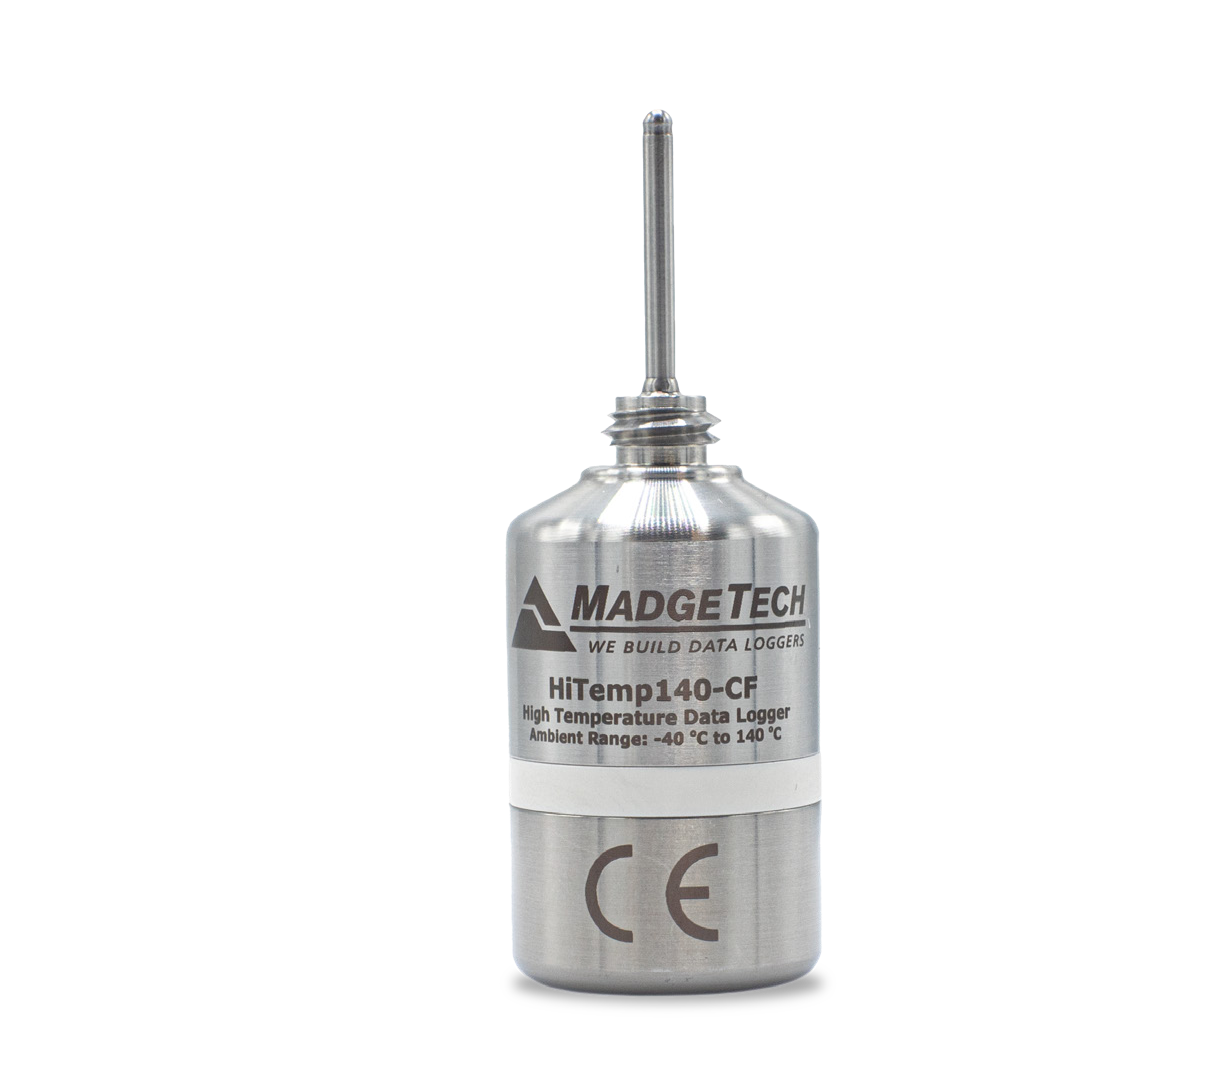 MADGETECH
WE BUILD DATA LOGGERS
HiTemp140-CF
High Temperature Data Logger
Ambient Range: -40 °C to 140 °C
CE